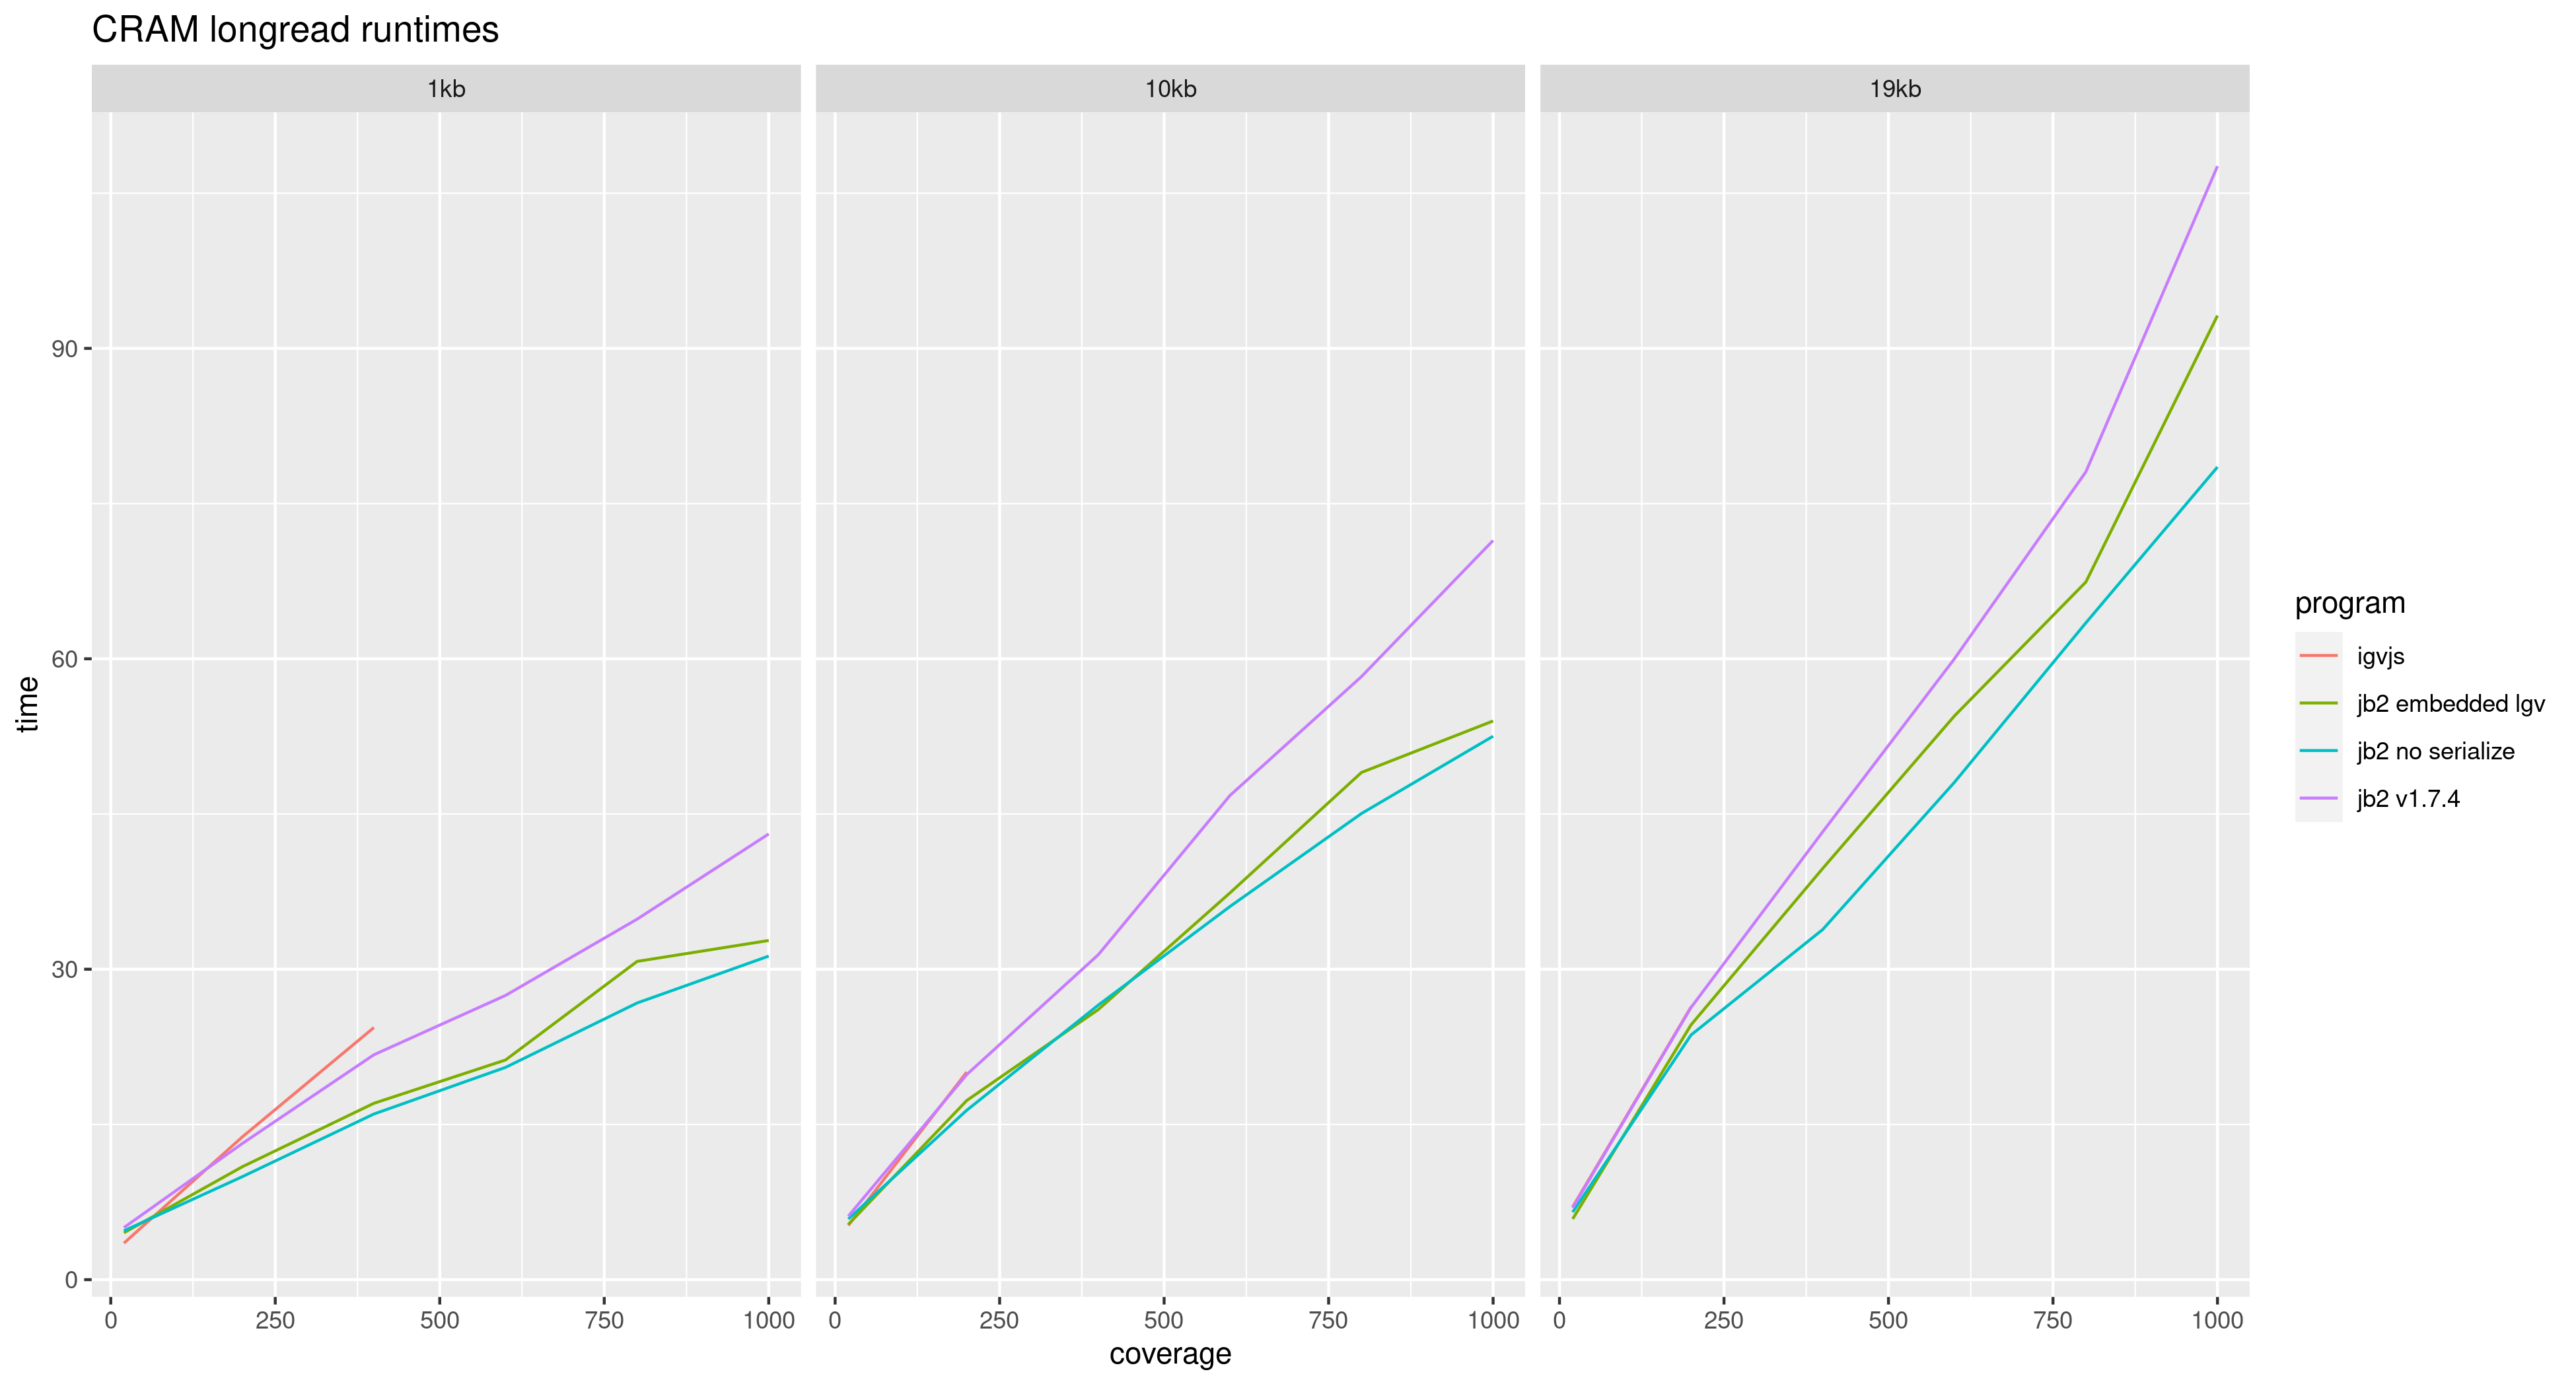 CRAM longread runtimes
1kb
10kb
19kb
90
60
30
0
time
0 250 500 750 1000
0 250 500 750 1000
0 250 500 750 1000
coverage
program
igvjs
jb2 embedded lgv
jb2 no serialize
jb2 v1.7.4